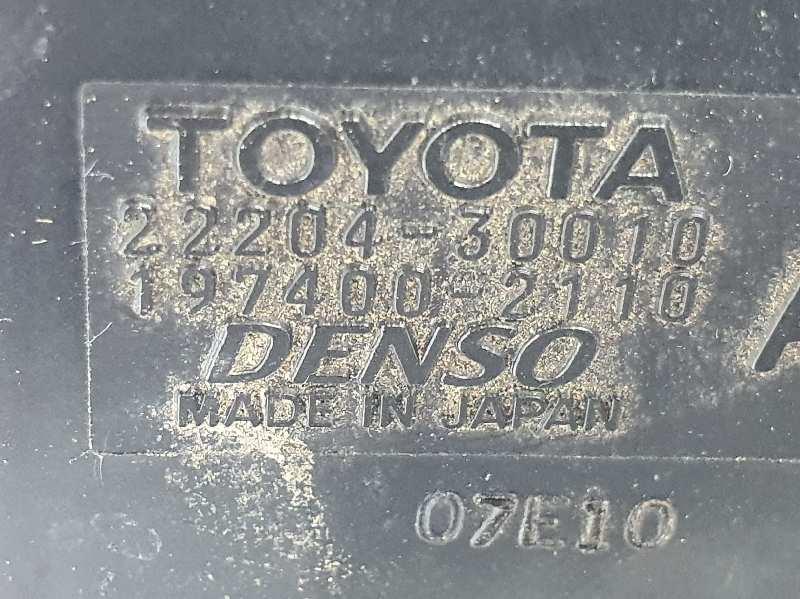 TOYOTA
22204-30010
197400-2110
DENSO
MADE IN JAPAN
07E10